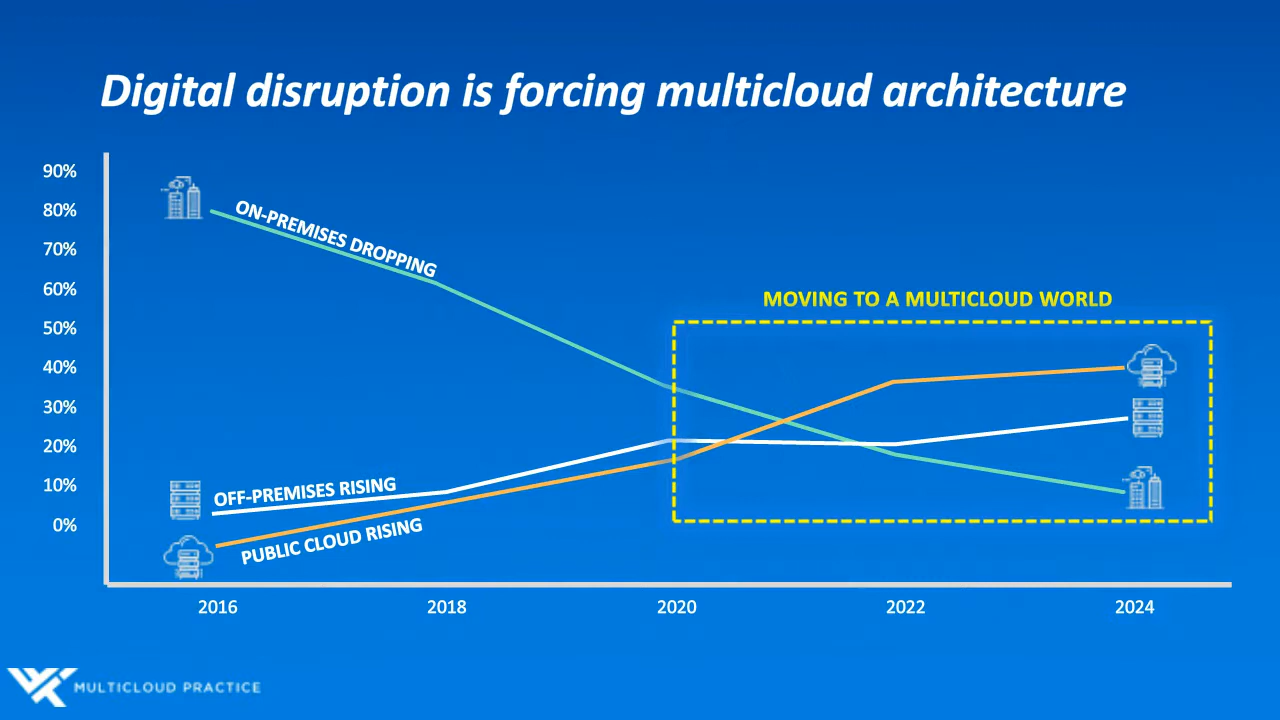 Digital disruption is forcing multicloud architecture
90%
80%
70%
60%
50%
40%
30%
20%
10%
0%
ON-PREMISES DROPPING
MOVING TO A MULTICLOUD WORLD
OFF-PREMISES RISING
PUBLIC CLOUD RISING
2016
2018
2020
2022
2024
MULTICLOUD PRACTICE